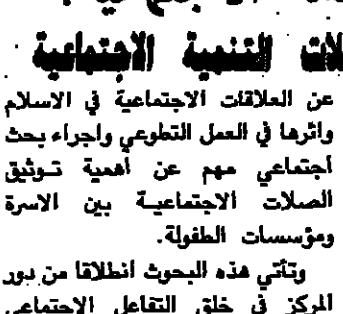 التنمية الاجتماعية
عن العلاقات الاجتماعية في الاسلام
واثرها في العمل التطوعي واجراء بحث
اجتماعي مهم عن اهمية توثيق
الصلات الاجتماعية بين الاسرة
ومؤسسات الطفولة.
وتأتي هذه البحوث انطلاقا من دور
المركز في خلق التفاعل الاجتماعي